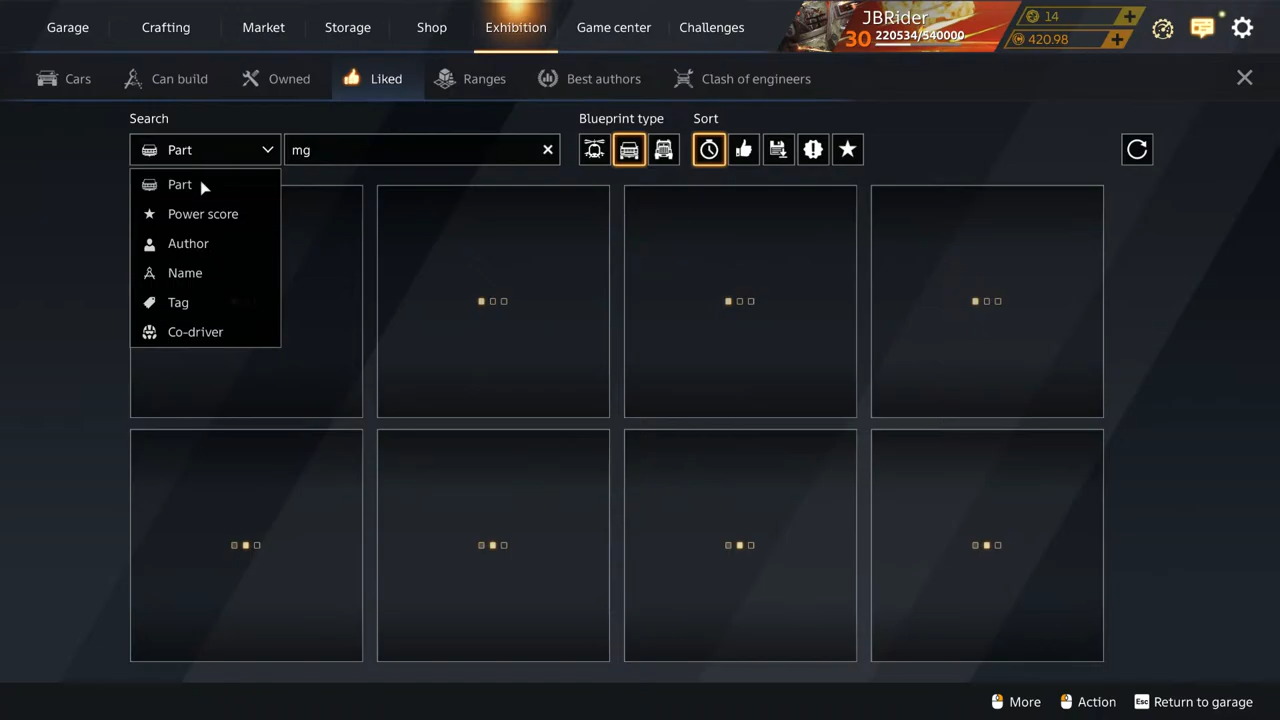 Garage Crafting Market Storage Shop Exhibition Game center Challenges
JBRider
30 220534/540000
14
420.98
Cars Can build Owned Liked Ranges Best authors Clash of engineers
Search Blueprint type Sort
Part mg
Part
Power score
Author
Name
Tag
Co-driver
More Action Esc Return to garage